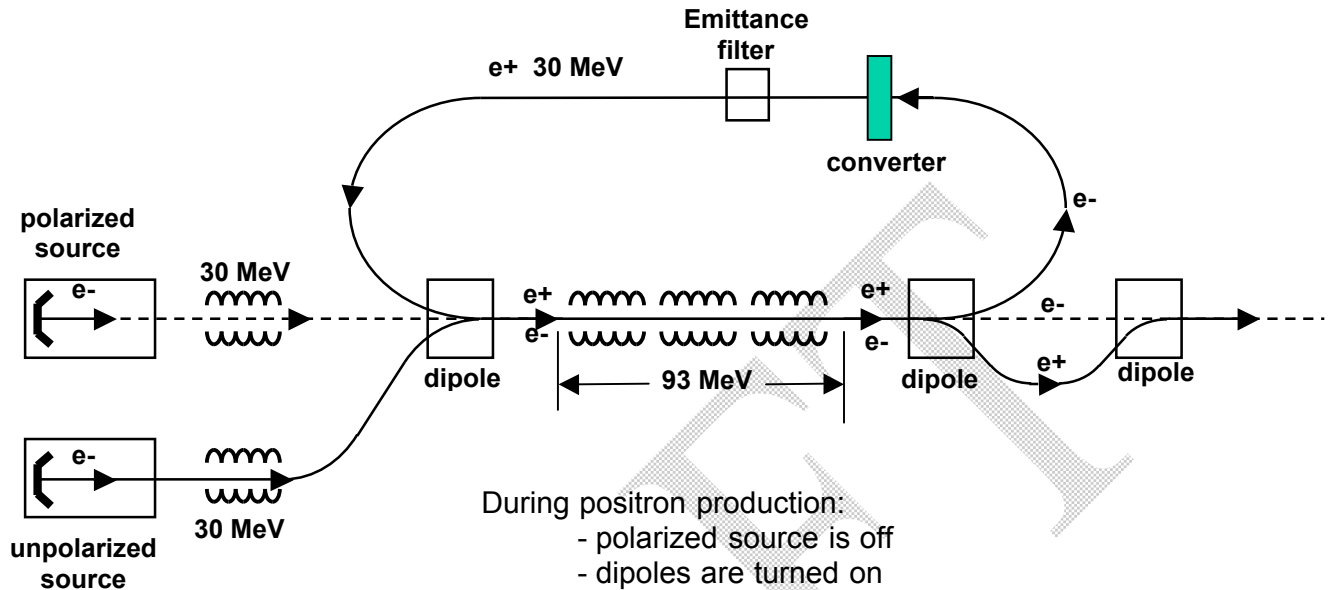 Emittance
filter
e+ 30 MeV
converter
e-
polarized
source
30 MeV
e-
e+
e-
e+
e-
e-
dipole
93 MeV
dipole
e+
dipole
e-
30 MeV
unpolarized
source
During positron production:
- polarized source is off
- dipoles are turned on